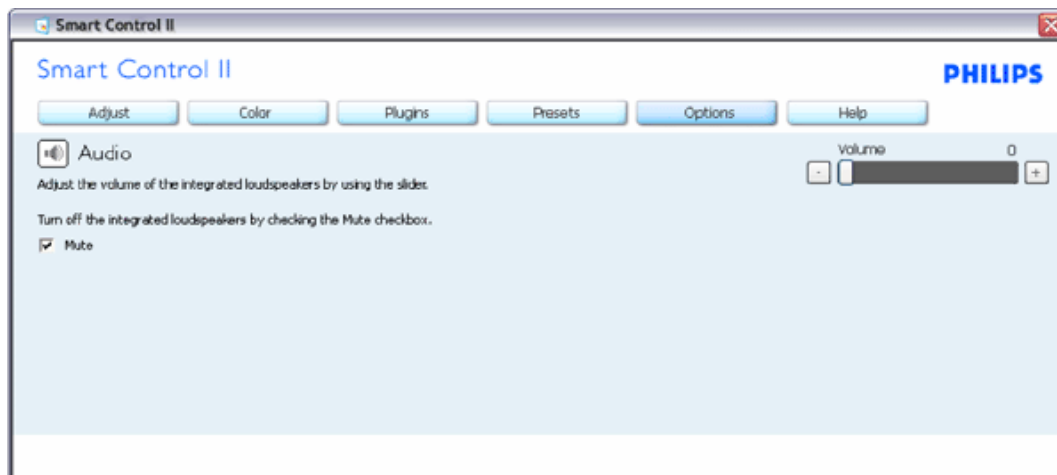 Smart Control II
Smart Control II
PHILIPS
Adjust Color Plugins Presets Options Help
Audio
Volume 0
- +
Adjust the volume of the integrated loudspeakers by using the slider.
Turn off the integrated loudspeakers by checking the Mute checkbox.
Mute